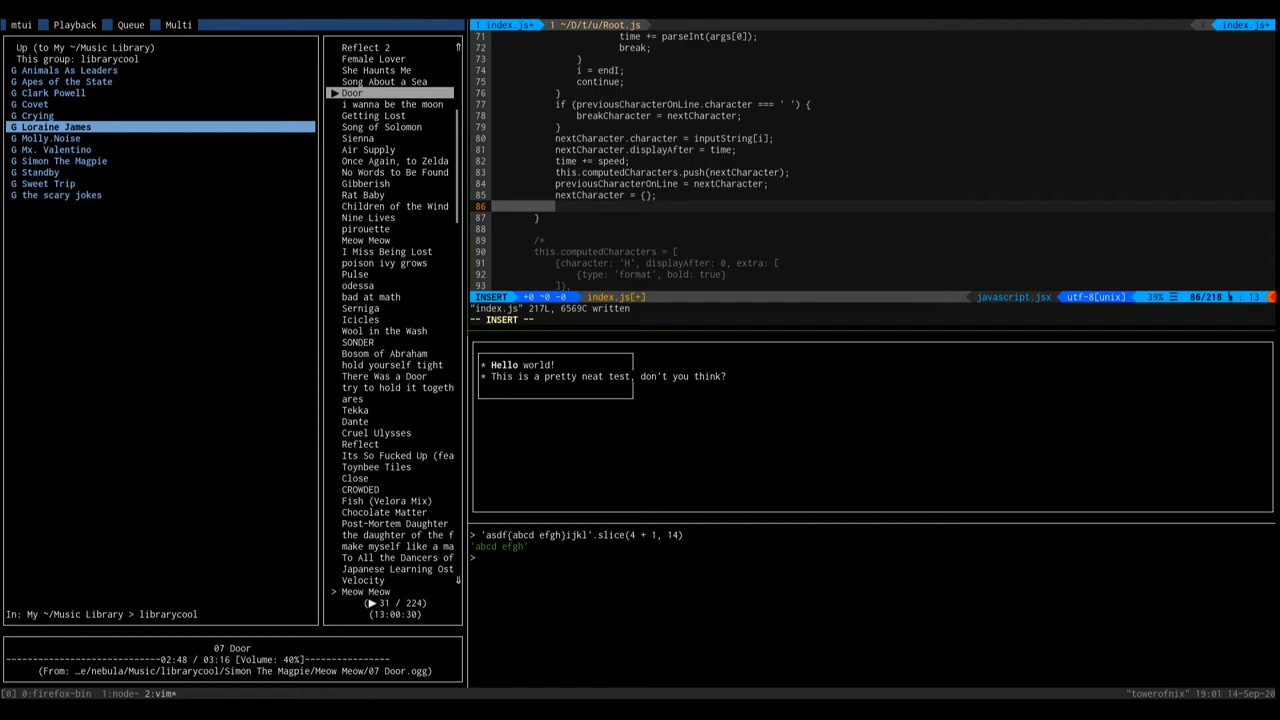 mtui Playback Queue Multi
Up (to My ~/Music Library)
This group: librarycool
G Animals As Leaders
G Apes of the State
G Clark Powell
G Covet
G Crying
G Loraine James
G Molly.Noise
G Mx. Valentino
G Simon The Magpie
G Standby
G Sweet Trip
G the scary jokes
In: My ~/Music Library > librarycool
Reflect 2 ⇑
Female Lover
She Haunts Me
Song About a Sea
▶ Door
i wanna be the moon
Getting Lost
Song of Solomon
Sienna
Air Supply
Once Again, to Zelda
No Words to Be Found
Gibberish
Rat Baby
Children of the Wind
Nine Lives
pirouette
Meow Meow
I Miss Being Lost
poison ivy grows
Pulse
odessa
bad at math
Serniga
Icicles
Wool in the Wash
SONDER
Bosom of Abraham
hold yourself tight
There Was a Door
try to hold it togeth
ares
Tekka
Dante
Cruel Ulysses
Reflect
Its So Fucked Up (fea
Toynbee Tiles
Close
CROWDED
Fish (Velora Mix)
Chocolate Matter
Post-Mortem Daughter
the daughter of the f
make myself like a ma
To All the Dancers of
Japanese Learning Ost
Velocity ⇓
> Meow Meow
(▶ 31 / 224)
(13:00:30)
07 Door
-----------------------------02:48 / 03:16 [Volume: 40%]----------------
(From: …e/nebula/Music/librarycool/Simon The Magpie/Meow Meow/07 Door.ogg)
1 index.js+ 1 ~/D/t/u/Root.js index.js+
71 time += parseInt(args[0]);
72 break;
73 }
74 i = endI;
75 continue;
76 }
77 if (previousCharacterOnLine.character === ' ') {
78 breakCharacter = nextCharacter;
79 }
80 nextCharacter.character = inputString[i];
81 nextCharacter.displayAfter = time;
82 time += speed;
83 this.computedCharacters.push(nextCharacter);
84 previousCharacterOnLine = nextCharacter;
85 nextCharacter = {};
86
87 }
88
89 /*
90 this.computedCharacters = [
91 {character: 'H', displayAfter: 0, extra: [
92 {type: 'format', bold: true}
93 ]},
INSERT +0 ~0 -0 index.js[+] javascript.jsx utf-8[unix] 39% ☰ 86/218 : 13
"index.js" 217L, 6569C written
-- INSERT --
* Hello world!
* This is a pretty neat test, don't you think?
> 'asdf{abcd efgh}ijkl'.slice(4 + 1, 14)
'abcd efgh'
>
[0] 0:firefox-bin 1:node- 2:vim* "towerofnix" 19:01 14-Sep-20